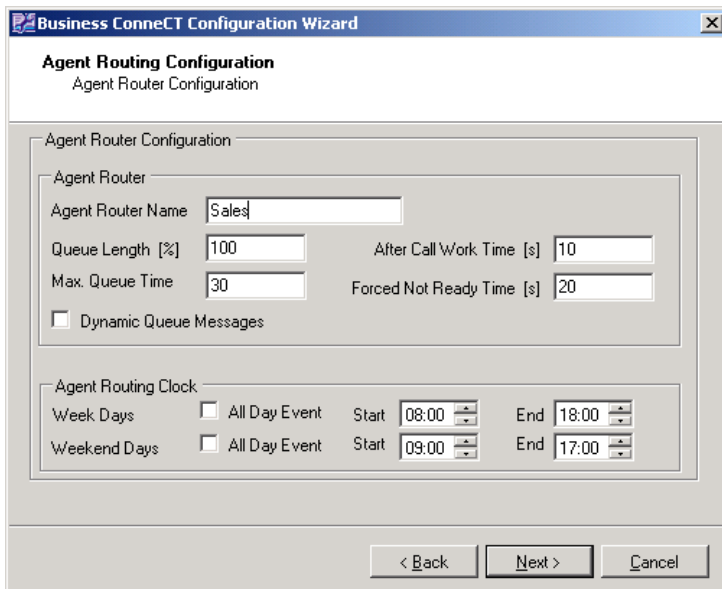 Business ConneCT Configuration Wizard
Agent Routing Configuration
Agent Router Configuration
Agent Router Configuration
Agent Router
Agent Router Name Sales
Queue Length [%] 100 After Call Work Time [s] 10
Max. Queue Time 30 Forced Not Ready Time [s] 20
Dynamic Queue Messages
Agent Routing Clock
Week Days All Day Event Start 08:00 End 18:00
Weekend Days All Day Event Start 09:00 End 17:00
< Back Next > Cancel